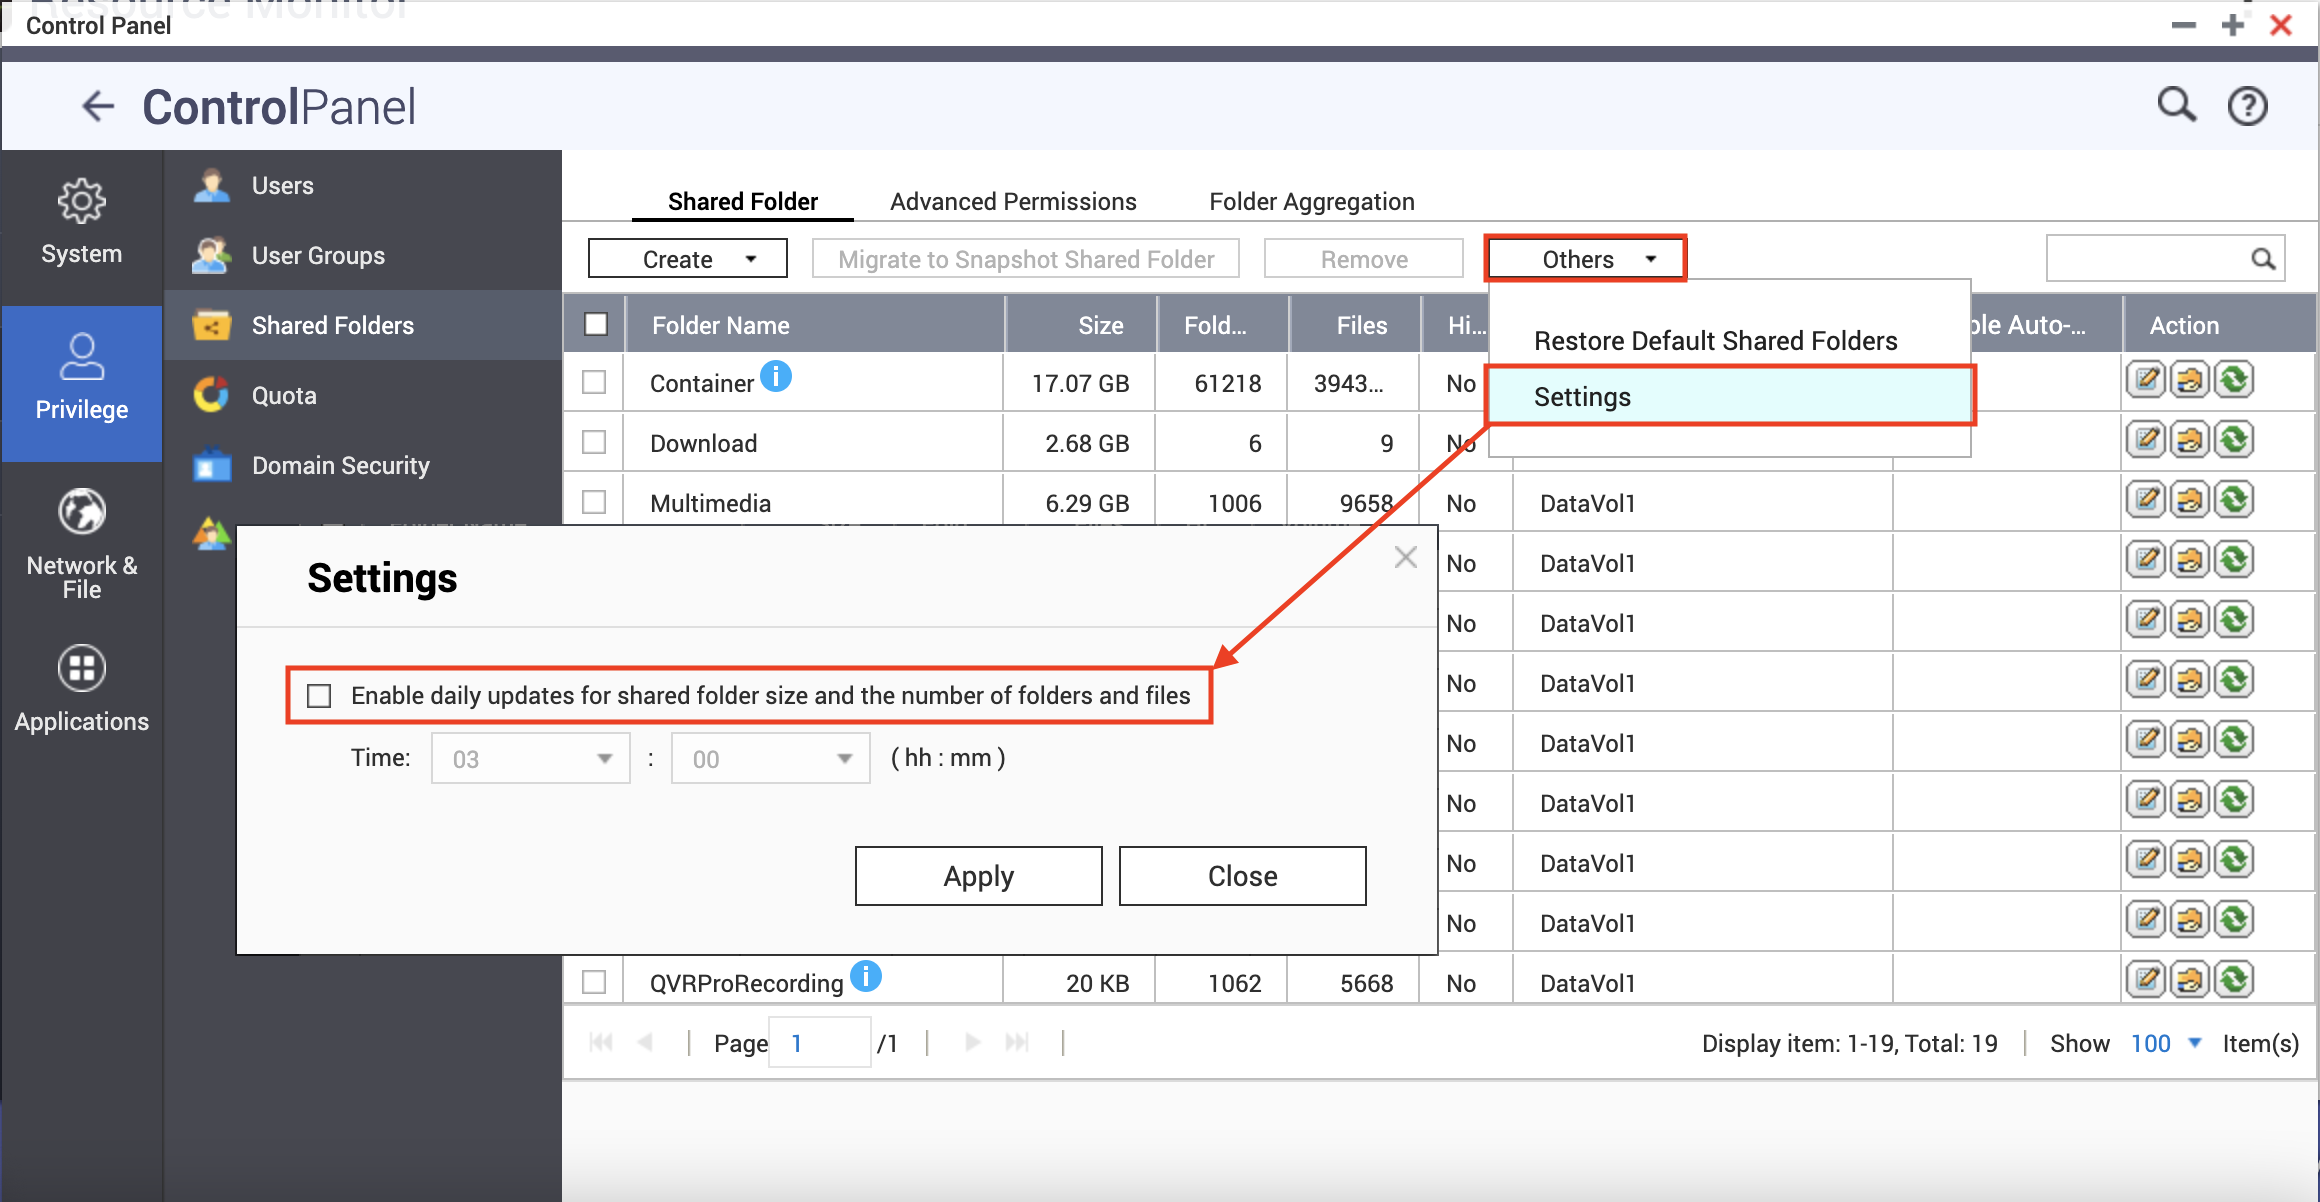 Resource Monitor
Control Panel
ControlPanel
System
Privilege
Network &
File
Applications
Users
User Groups
Shared Folders
Quota
Domain Security
Shared Folder Advanced Permissions Folder Aggregation
Create Migrate to Snapshot Shared Folder Remove Others
Restore Default Shared Folders
Settings
Folder Name Size Fold... Files Hi... ble Auto-... Action
Container 17.07 GB 61218 3943... No
Download 2.68 GB 6 9 No
Multimedia 6.29 GB 1006 9658 No DataVol1
No DataVol1
No DataVol1
No DataVol1
No DataVol1
No DataVol1
No DataVol1
No DataVol1
QVRProRecording 20 KB 1062 5668 No DataVol1
Settings
Enable daily updates for shared folder size and the number of folders and files
Time: 03 : 00 ( hh : mm )
Apply Close
Page 1 /1
Display item: 1-19, Total: 19 Show 100 Item(s)